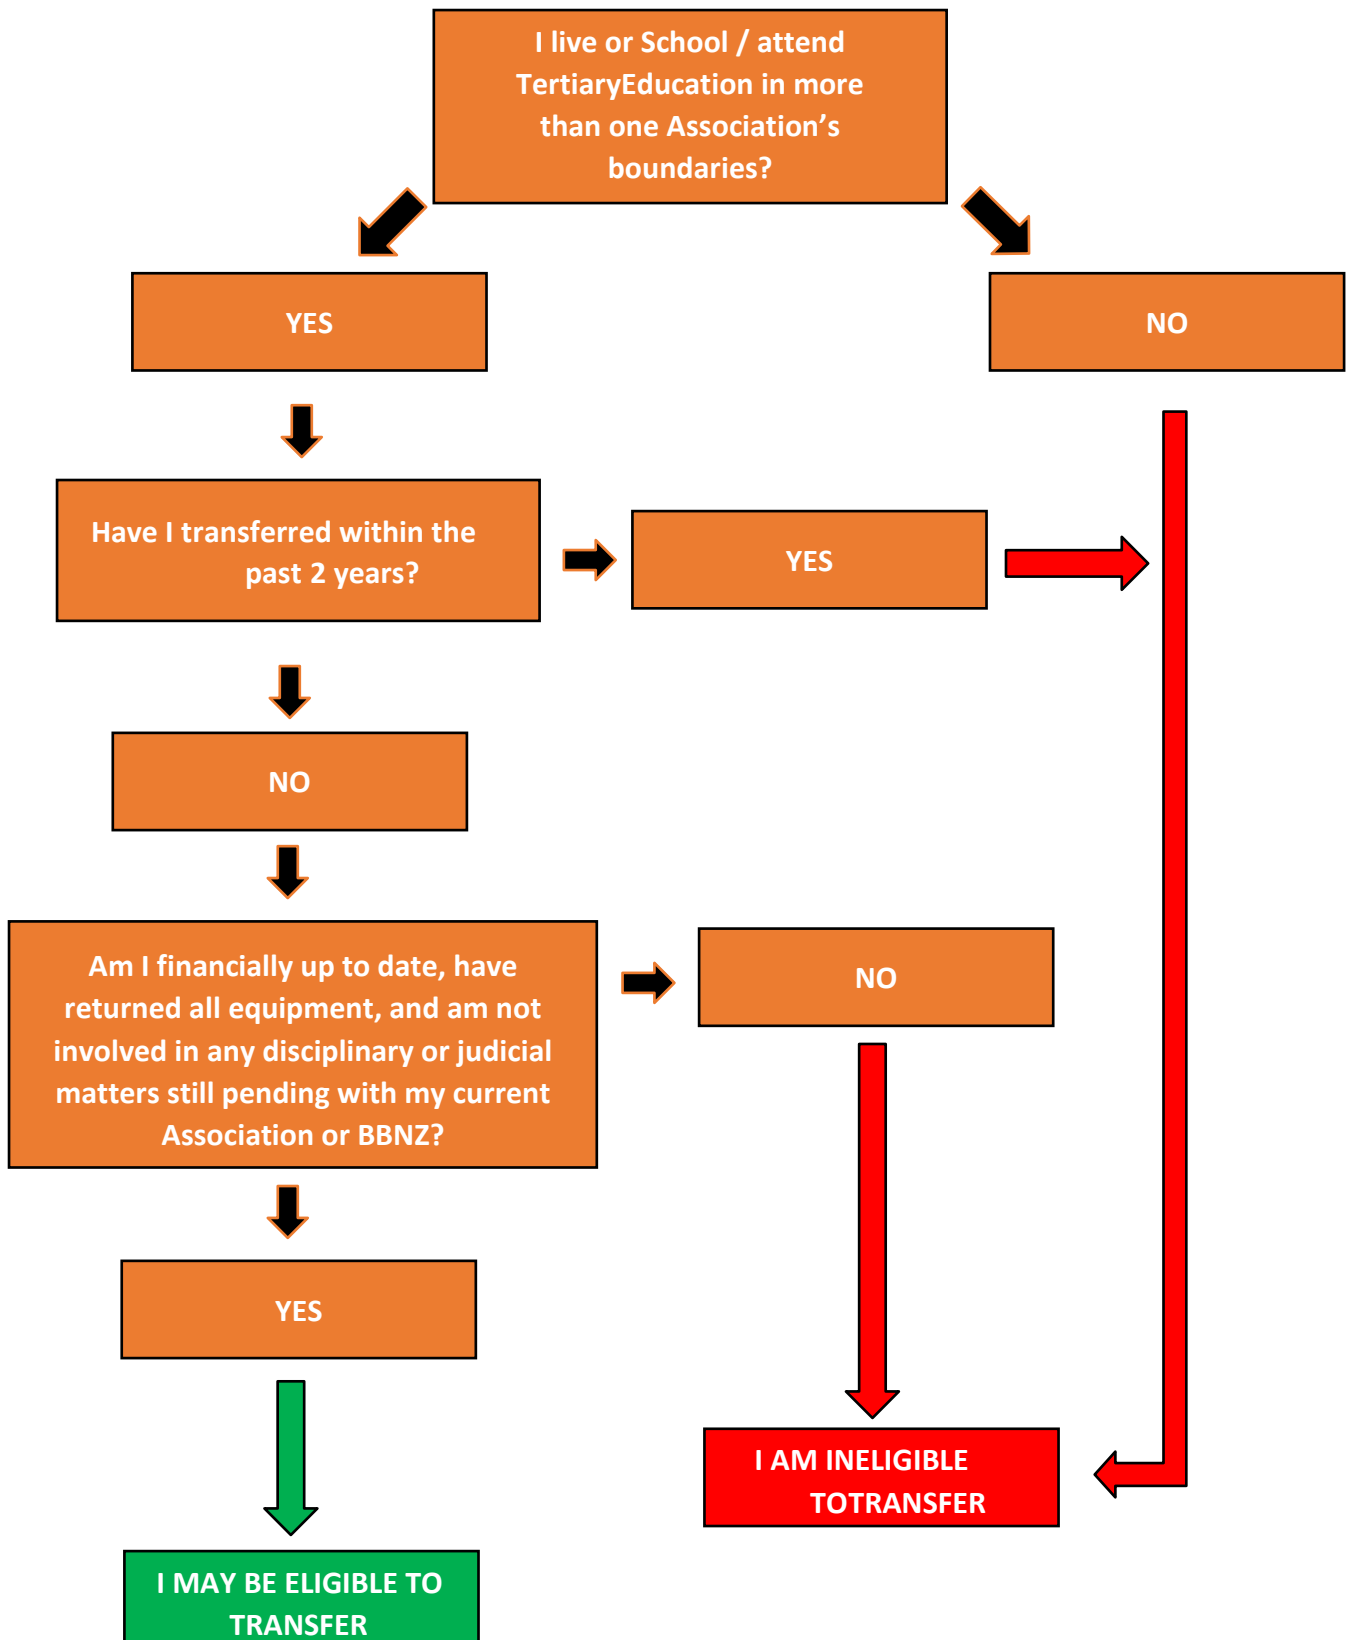 I live or School / attend
TertiaryEducation in more
than one Association’s
boundaries?
YES
NO
Have I transferred within the
past 2 years?
YES
NO
Am I financially up to date, have
returned all equipment, and am not
involved in any disciplinary or judicial
matters still pending with my current
Association or BBNZ?
NO
YES
I AM INELIGIBLE
TOTRANSFER
I MAY BE ELIGIBLE TO
TRANSFER